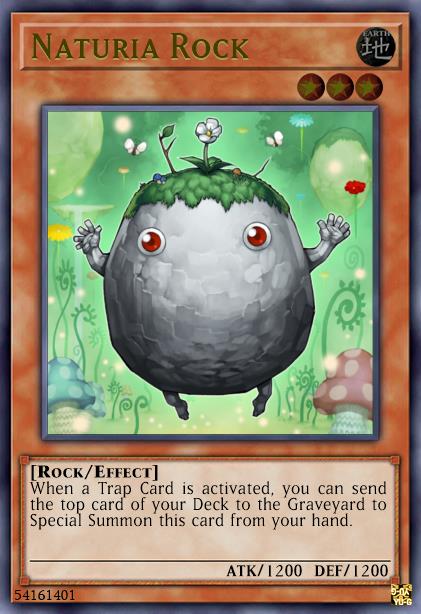 Naturia Rock
EARTH
地
[Rock/Effect]
When a Trap Card is activated, you can send
the top card of your Deck to the Graveyard to
Special Summon this card from your hand.
ATK/1200 DEF/1200
54161401